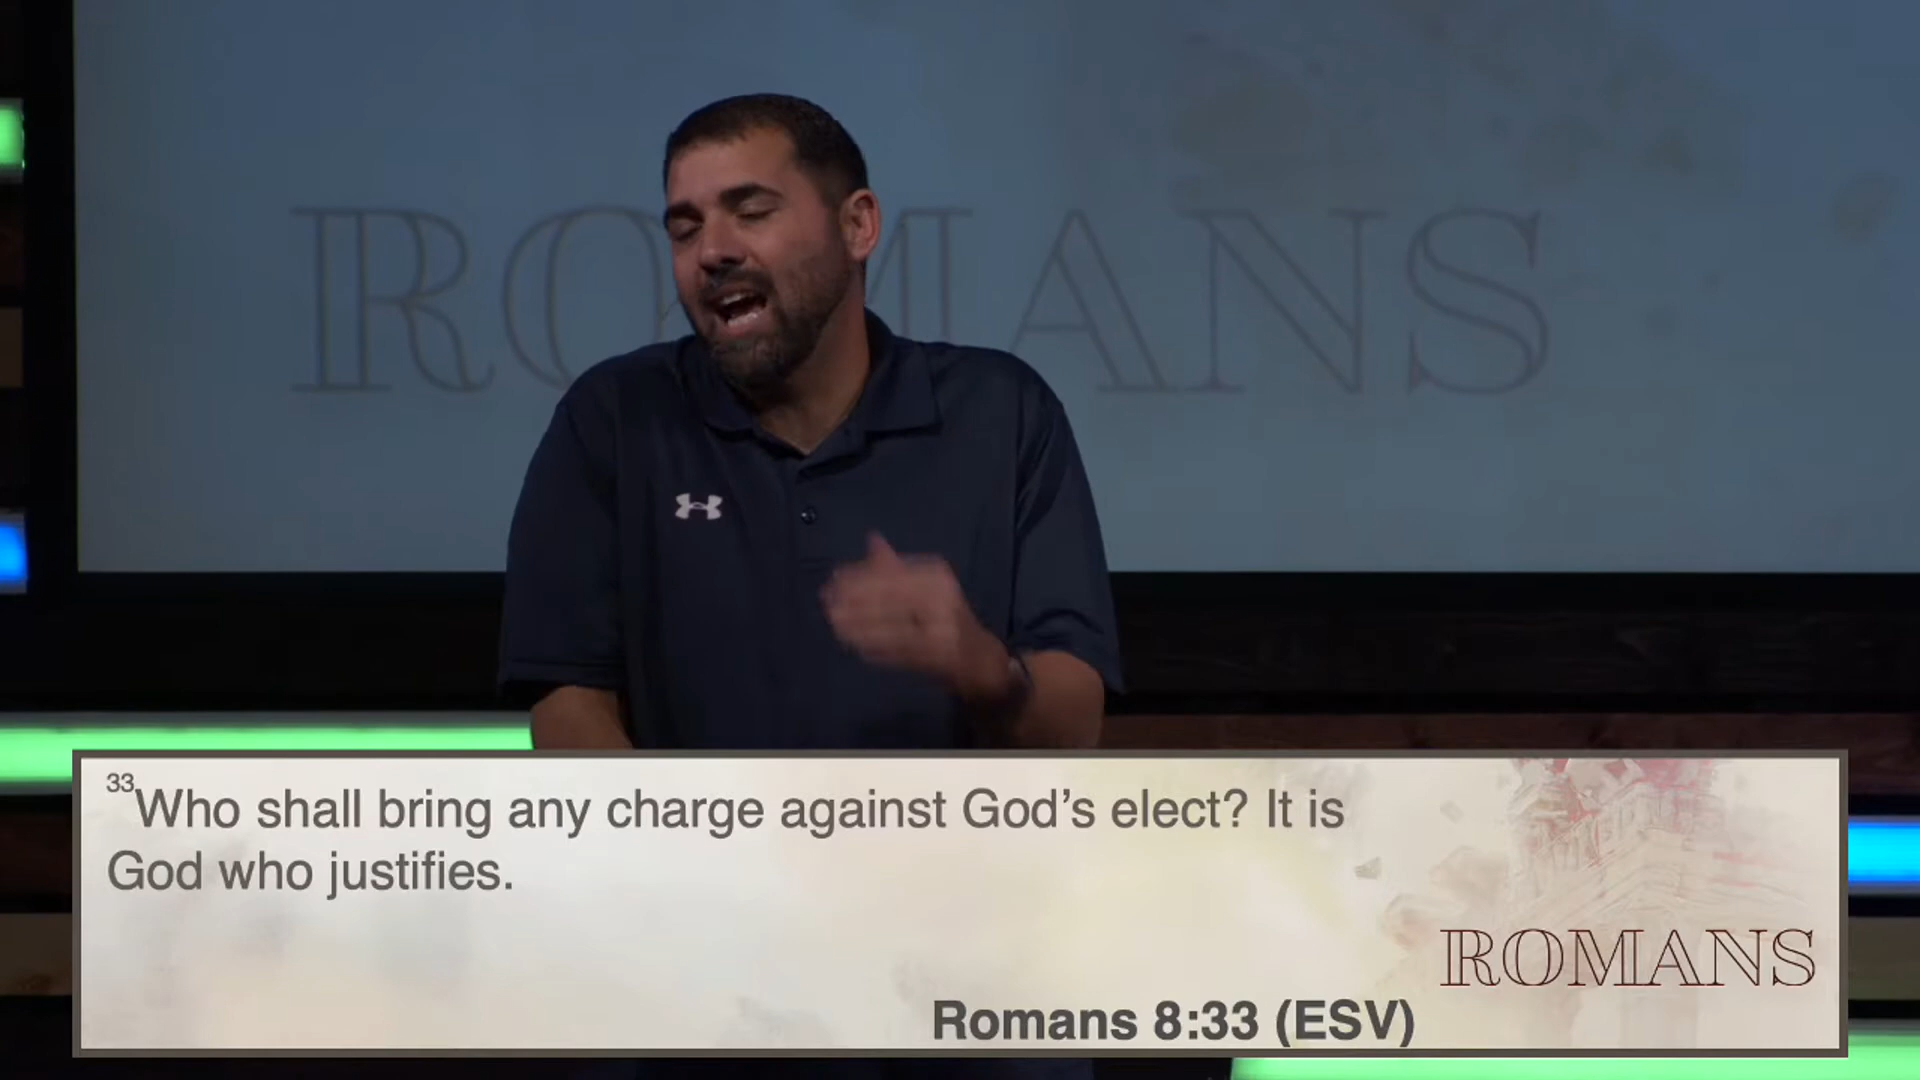 ROMANS
33Who shall bring any charge against God's elect? It is
God who justifies.
ROMANS
Romans 8:33 (ESV)